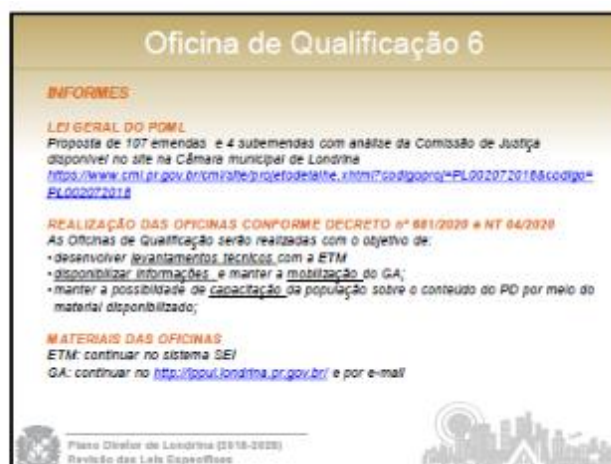 Oficina de Qualificação 6
INFORMES
LEI GERAL DO PDML
Proposta de 107 emendas e 4 subemendas com análise da Comissão de Justiça
disponível no site na Câmara municipal de Londrina
https://www.cml.pr.gov.br/cml/site/projetodetalhe.xhtml?codigoproj=PL002072018&codigo=
PL002072018
REALIZAÇÃO DAS OFICINAS CONFORME DECRETO nº 681/2020 e NT 04/2020
As Oficinas de Qualificação serão realizadas com o objetivo de:
• desenvolver levantamentos técnicos com a ETM
• disponibilizar informações e manter a mobilização do GA;
• manter a possibilidade de capacitação da população sobre o conteúdo do PD por meio do
material disponibilizado;
MATERIAIS DAS OFICINAS
ETM: continuar no sistema SEI
GA: continuar no http://ippul.londrina.pr.gov.br/ e por e-mail
Plano Diretor de Londrina (2018-2028)
Revisão das Leis Específicas